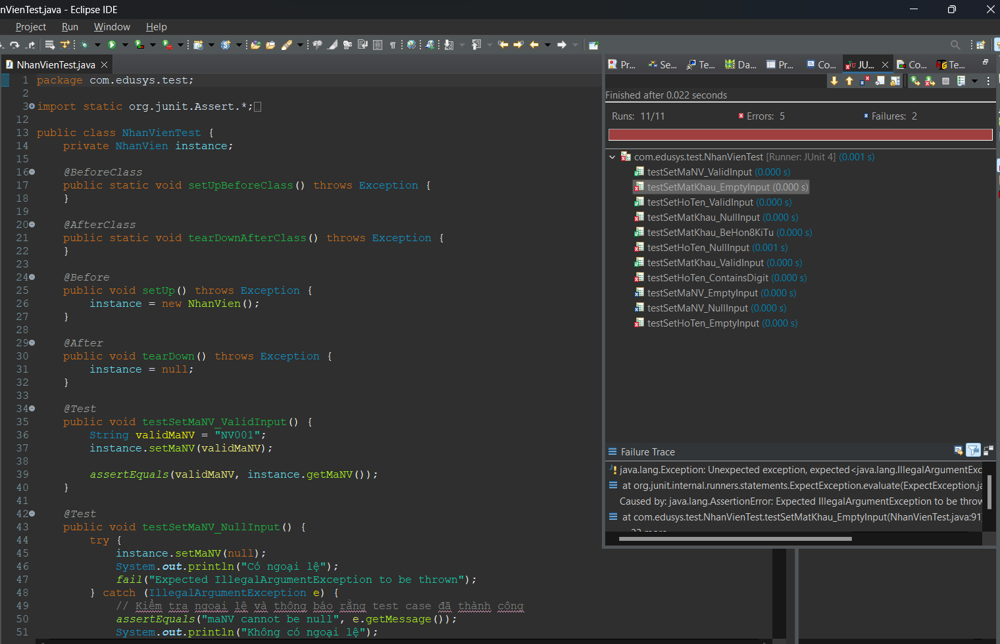 nVienTest.java - Eclipse IDE
Project Run Window Help
NhanVienTest.java
1 package com.edusys.test;
2
3 import static org.junit.Assert.*;
12
13 public class NhanVienTest {
14 private NhanVien instance;
15
16 @BeforeClass
17 public static void setUpBeforeClass() throws Exception {
18 }
19
20 @AfterClass
21 public static void tearDownAfterClass() throws Exception {
22 }
23
24 @Before
25 public void setUp() throws Exception {
26 instance = new NhanVien();
27 }
28
29 @After
30 public void tearDown() throws Exception {
31 instance = null;
32 }
33
34 @Test
35 public void testSetMaNV_ValidInput() {
36 String validMaNV = "NV001";
37 instance.setMaNV(validMaNV);
38
39 assertEquals(validMaNV, instance.getMaNV());
40 }
41
42 @Test
43 public void testSetMaNV_NullInput() {
44 try {
45 instance.setMaNV(null);
46 System.out.println("Có ngoại lệ");
47 fail("Expected IllegalArgumentException to be thrown");
48 } catch (IllegalArgumentException e) {
49 // Kiểm tra ngoại lệ và thông báo rằng test case đã thành công
50 assertEquals("maNV cannot be null", e.getMessage());
51 System.out.println("Không có ngoại lệ");
Pr... Se... Te... Da... Pr... Co... JU... Co... Te...
Finished after 0.022 seconds
Runs: 11/11 Errors: 5 Failures: 2
com.edusys.test.NhanVienTest [Runner: JUnit 4] (0.001 s)
testSetMaNV_ValidInput (0.000 s)
testSetMatKhau_EmptyInput (0.000 s)
testSetHoTen_ValidInput (0.000 s)
testSetMatKhau_NullInput (0.000 s)
testSetMatKhau_BeHon8KiTu (0.000 s)
testSetHoTen_NullInput (0.001 s)
testSetMatKhau_ValidInput (0.000 s)
testSetHoTen_ContainsDigit (0.000 s)
testSetMaNV_EmptyInput (0.000 s)
testSetMaNV_NullInput (0.000 s)
testSetHoTen_EmptyInput (0.000 s)
Failure Trace
java.lang.Exception: Unexpected exception, expected<java.lang.IllegalArgumentExc
at org.junit.internal.runners.statements.ExpectException.evaluate(ExpectException.ja
Caused by: java.lang.AssertionError: Expected IllegalArgumentException to be throw
at com.edusys.test.NhanVienTest.testSetMatKhau_EmptyInput(NhanVienTest.java:91